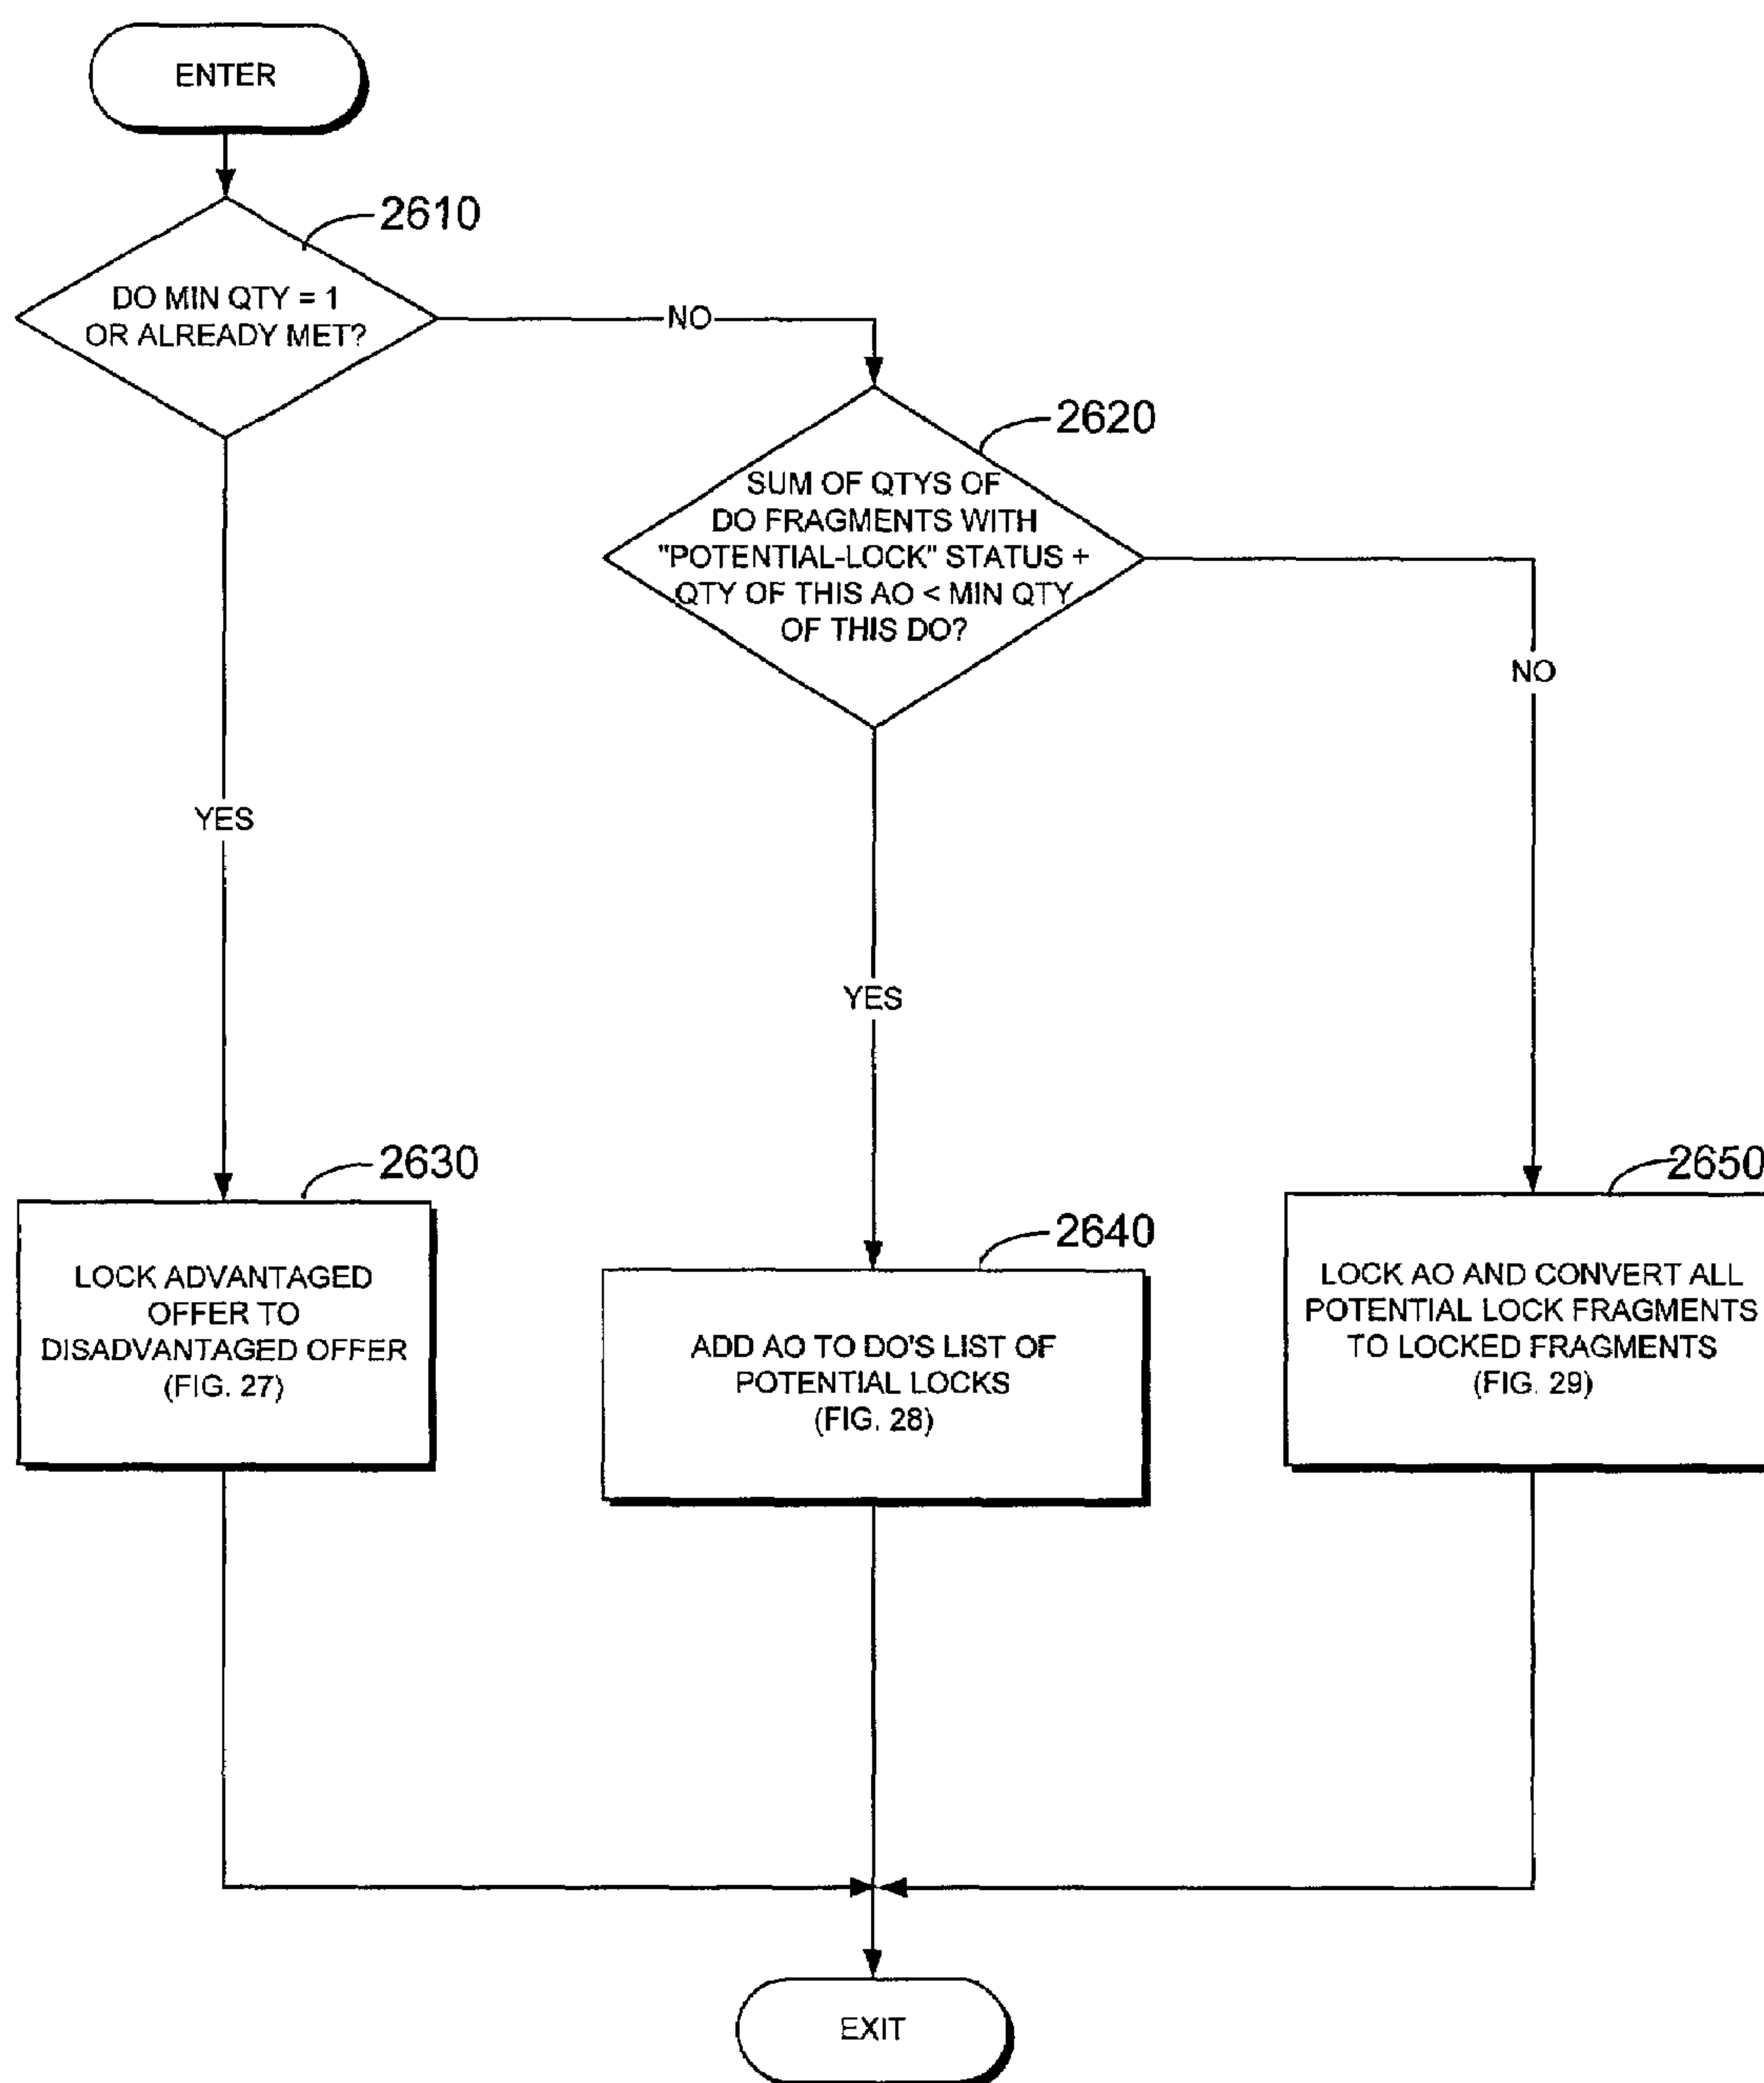 ENTER
2610
DO MIN QTY = 1
OR ALREADY MET?
NO
2620
SUM OF QTYS OF
DO FRAGMENTS WITH
"POTENTIAL-LOCK" STATUS +
QTY OF THIS AO < MIN QTY
OF THIS DO?
NO
YES
YES
2630
LOCK ADVANTAGED
OFFER TO
DISADVANTAGED OFFER
(FIG. 27)
2640
ADD AO TO DO'S LIST OF
POTENTIAL LOCKS
(FIG. 28)
2650
LOCK AO AND CONVERT ALL
POTENTIAL LOCK FRAGMENTS
TO LOCKED FRAGMENTS
(FIG. 29)
EXIT